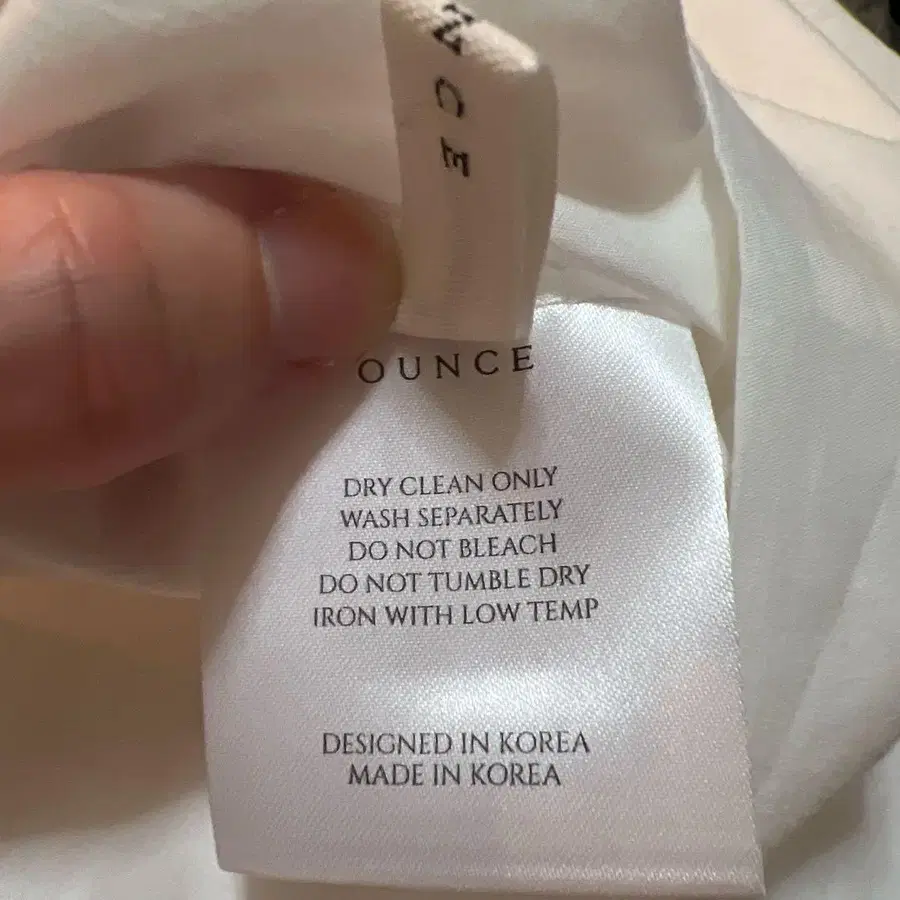 NCE
OUNCE
DRY CLEAN ONLY
WASH SEPARATELY
DO NOT BLEACH
DO NOT TUMBLE DRY
IRON WITH LOW TEMP
DESIGNED IN KOREA
MADE IN KOREA